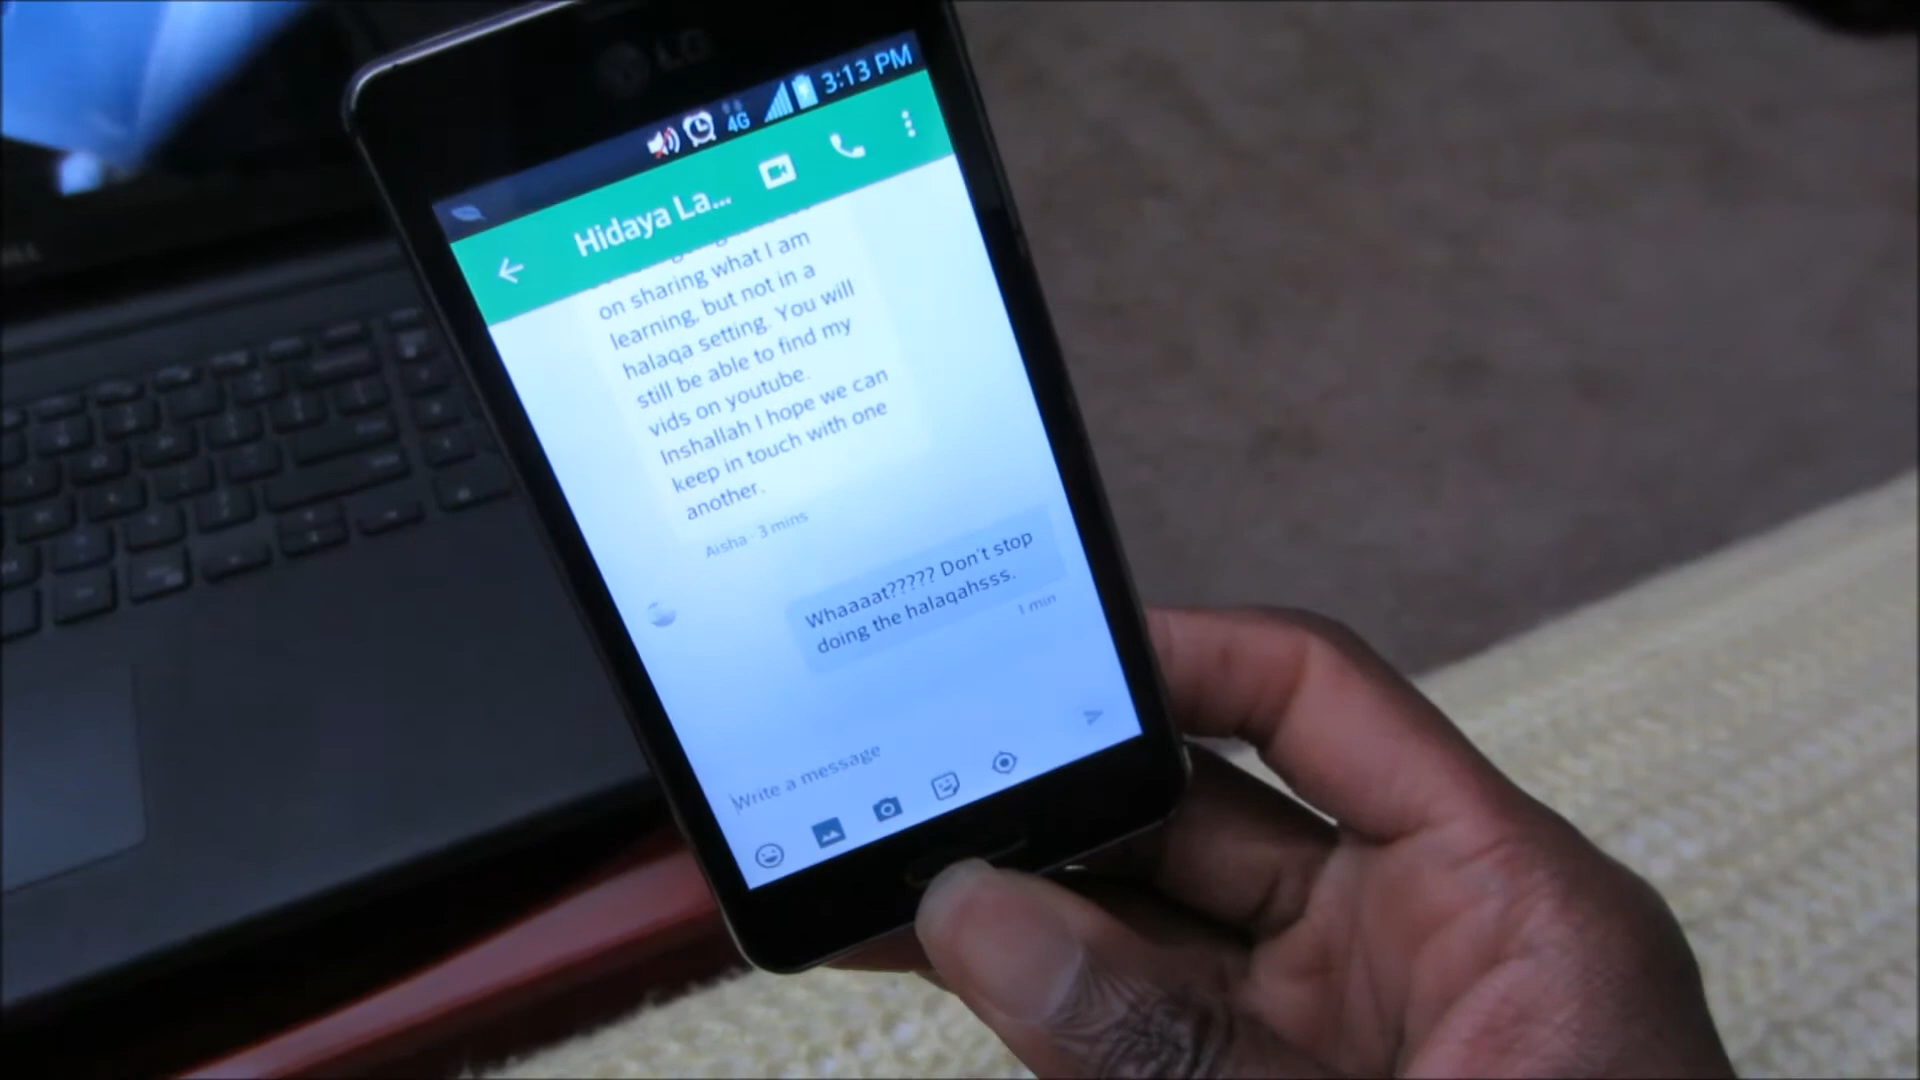 LG
3:13 PM
4G
Hidaya La...
on sharing what I am
learning, but not in a
halaqa setting. You will
still be able to find my
vids on youtube.
Inshallah I hope we can
keep in touch with one
another.
Aisha · 3 mins
Whaaaat????? Don't stop
doing the halaqahsss.
1 min
Write a message